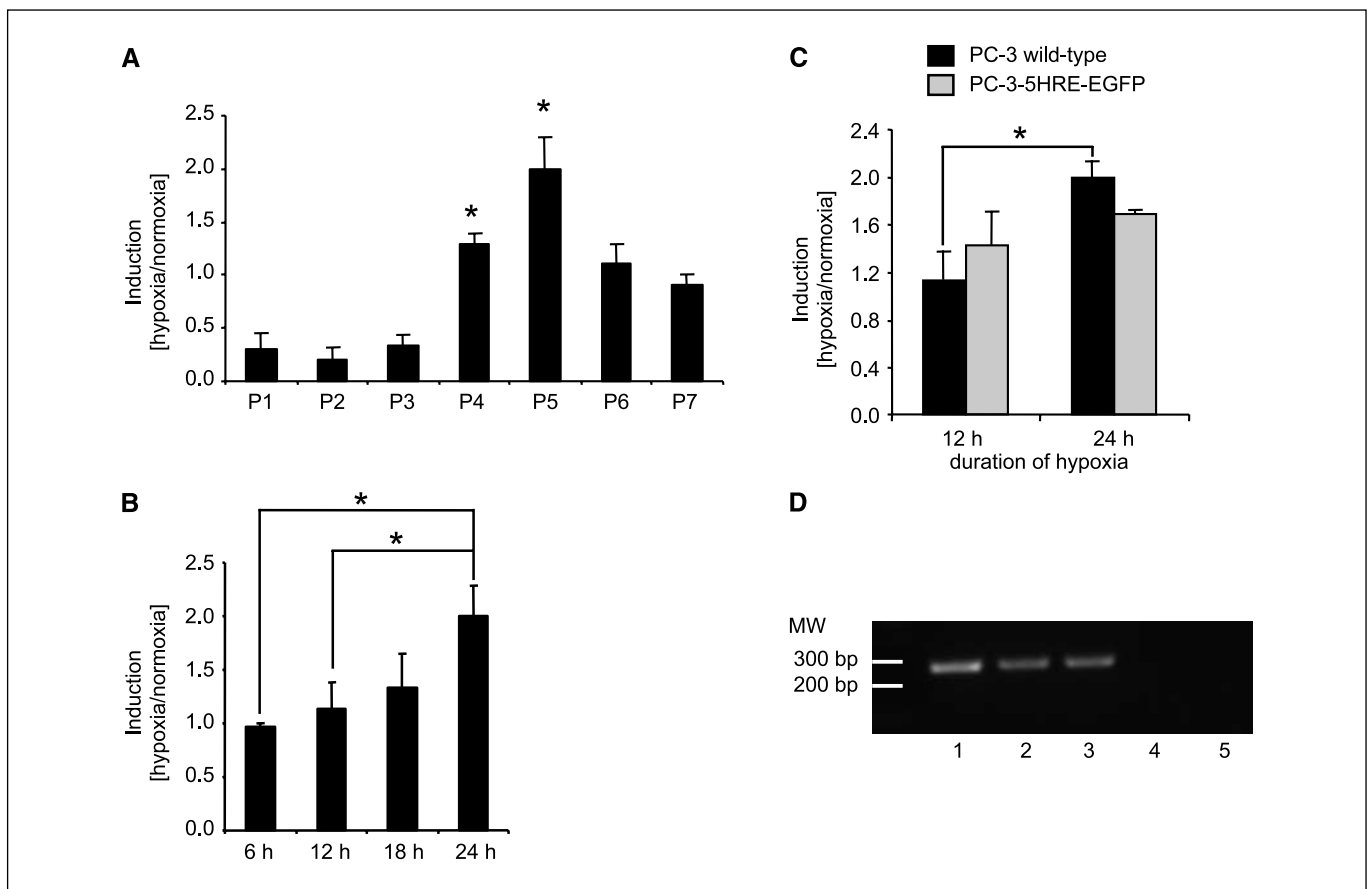 A
Induction
[hypoxia/normoxia]
2.5
2.0
1.5
1.0
0.5
0.0
*
*
P1 P2 P3 P4 P5 P6 P7
B
Induction
[hypoxia/normoxia]
*
*
2.5
2.0
1.5
1.0
0.5
0.0
6 h 12 h 18 h 24 h
C
PC-3 wild-type
PC-3-5HRE-EGFP
Induction
[hypoxia/normoxia]
*
2.4
2.0
1.6
1.2
0.8
0.4
0.0
12 h 24 h
duration of hypoxia
D
MW
300 bp
200 bp
1 2 3 4 5